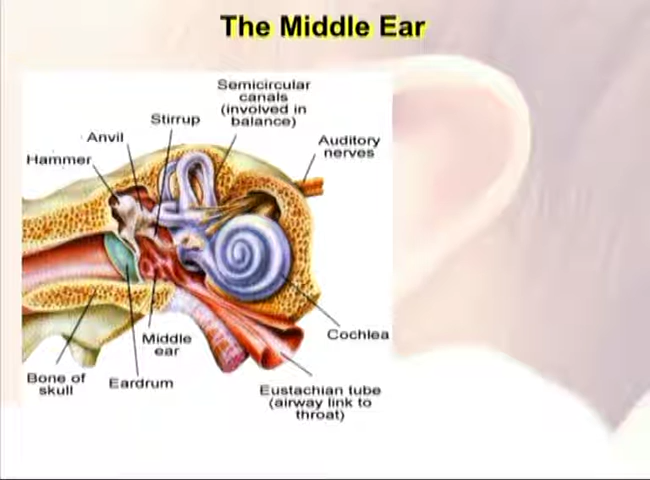 The Middle Ear
Semicircular
canals
(involved in
balance)
Stirrup
Anvil
Hammer
Auditory
nerves
Cochlea
Middle
ear
Bone of
skull
Eardrum
Eustachian tube
(airway link to
throat)